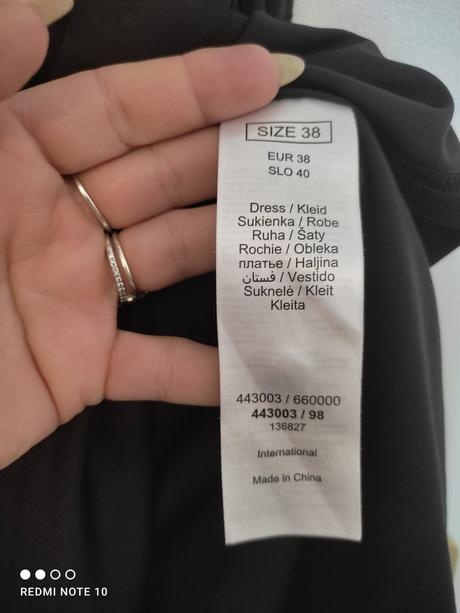 SIZE 38
EUR 38
SLO 40
Dress / Kleid
Sukienka / Robe
Ruha / Šaty
Rochie / Obleka
платье / Haljina
فستان / Vestido
Suknelė / Kleit
Kleita
443003 / 660000
443003 / 98
136827
International
Made in China
REDMI NOTE 10